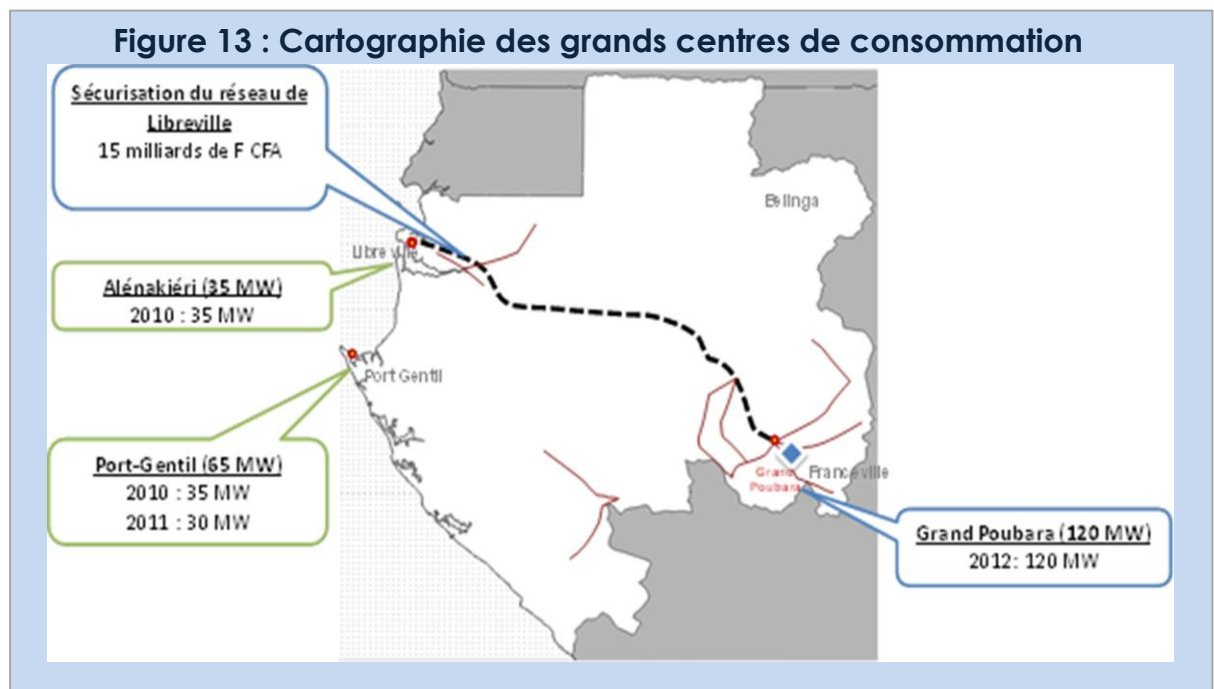 Figure 13 : Cartographie des grands centres de consommation
Sécurisation du réseau de
Libreville
15 milliards de F CFA
Belinga
Libreville
Alénakiéri (35 MW)
2010 : 35 MW
Port Gentil
Port-Gentil (65 MW)
2010 : 35 MW
2011 : 30 MW
Grand
Poubara
Franceville
Grand Poubara (120 MW)
2012: 120 MW